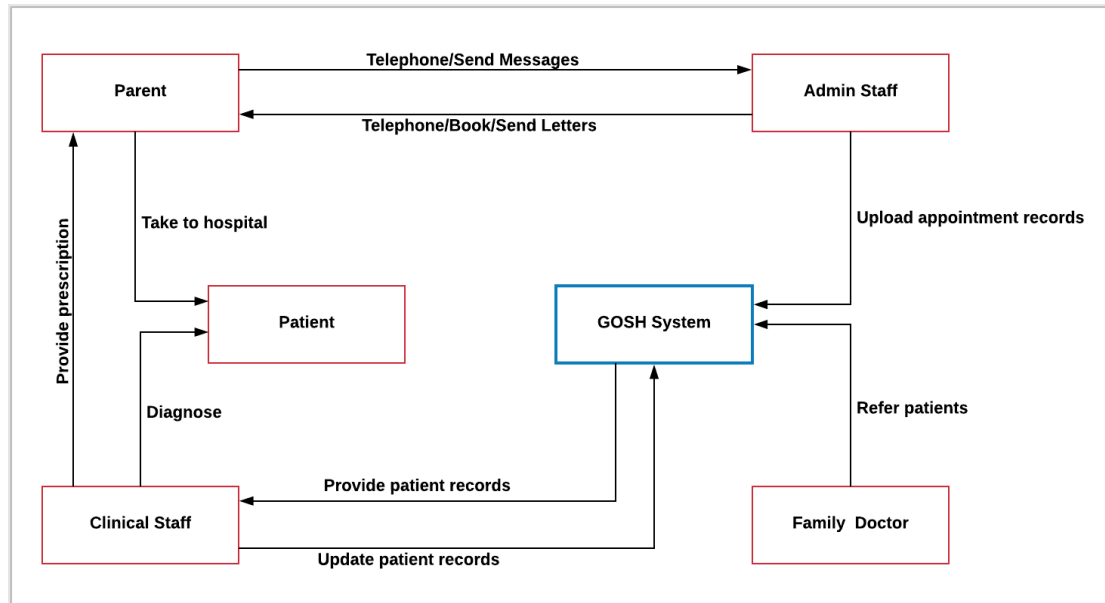 Telephone/Send Messages
Parent
Admin Staff
Telephone/Book/Send Letters
Take to hospital
Upload appointment records
Provide prescription
Patient
GOSH System
Diagnose
Refer patients
Provide patient records
Clinical Staff
Family Doctor
Update patient records